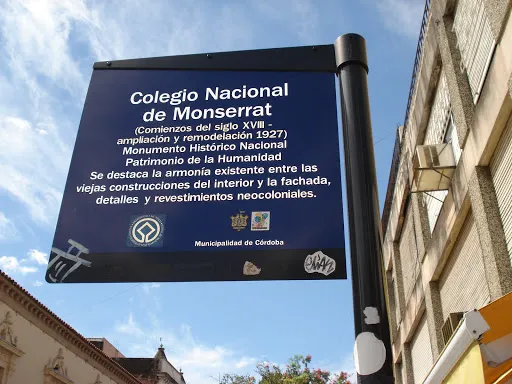 Colegio Nacional
de Monserrat
(Comienzos del siglo XVIII -
ampliación y remodelación 1927)
Monumento Histórico Nacional
Patrimonio de la Humanidad
Se destaca la armonía existente entre las
viejas construcciones del interior y la fachada,
detalles y revestimientos neocoloniales.
Municipalidad de Córdoba